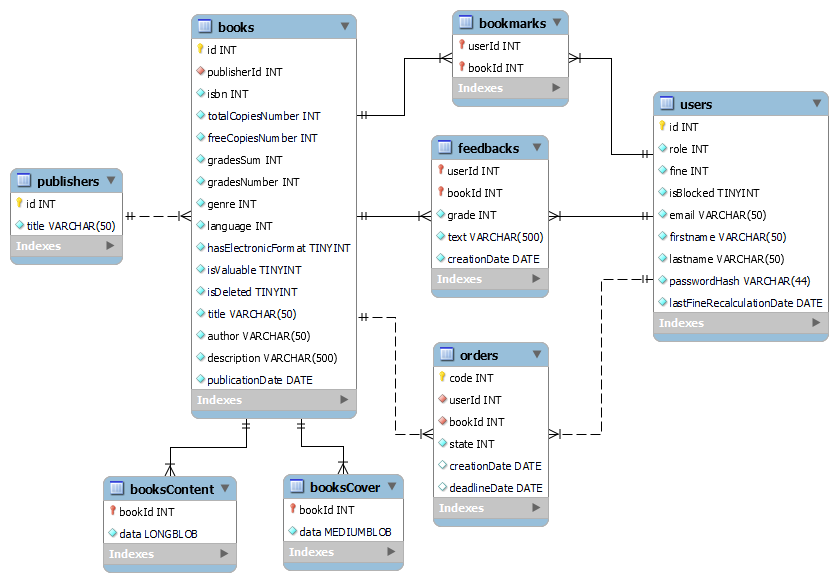 books
id INT
publisherId INT
isbn INT
totalCopiesNumber INT
freeCopiesNumber INT
gradesSum INT
gradesNumber INT
genre INT
language INT
hasElectronicFormat TINYINT
isValuable TINYINT
isDeleted TINYINT
title VARCHAR(50)
author VARCHAR(50)
description VARCHAR(500)
publicationDate DATE
Indexes
bookmarks
userId INT
bookId INT
Indexes
users
id INT
role INT
fine INT
isBlocked TINYINT
email VARCHAR(50)
firstname VARCHAR(50)
lastname VARCHAR(50)
passwordHash VARCHAR(44)
lastFineRecalculationDate DATE
Indexes
feedbacks
userId INT
bookId INT
grade INT
text VARCHAR(500)
creationDate DATE
Indexes
publishers
id INT
title VARCHAR(50)
Indexes
orders
code INT
userId INT
bookId INT
state INT
creationDate DATE
deadlineDate DATE
Indexes
booksContent
bookId INT
data LONGBLOB
Indexes
booksCover
bookId INT
data MEDIUMBLOB
Indexes